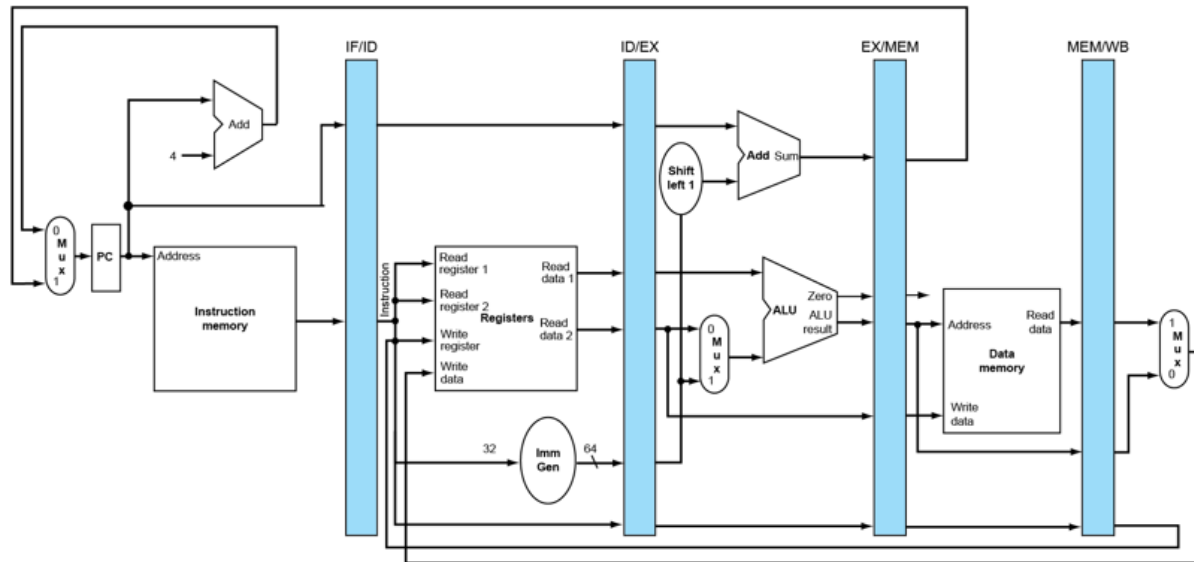 IF/ID
ID/EX
EX/MEM
MEM/WB
Add
4
Add Sum
Shift
left 1
0
M
u
x
1
PC
Address
Instruction
memory
Instruction
Read
register 1
Read
register 2
Write
register
Write
data
Registers
Read
data 1
Read
data 2
0
M
u
x
1
ALU
Zero
ALU
result
Address
Write
data
Data
memory
Read
data
1
M
u
x
0
32
Imm
Gen
64